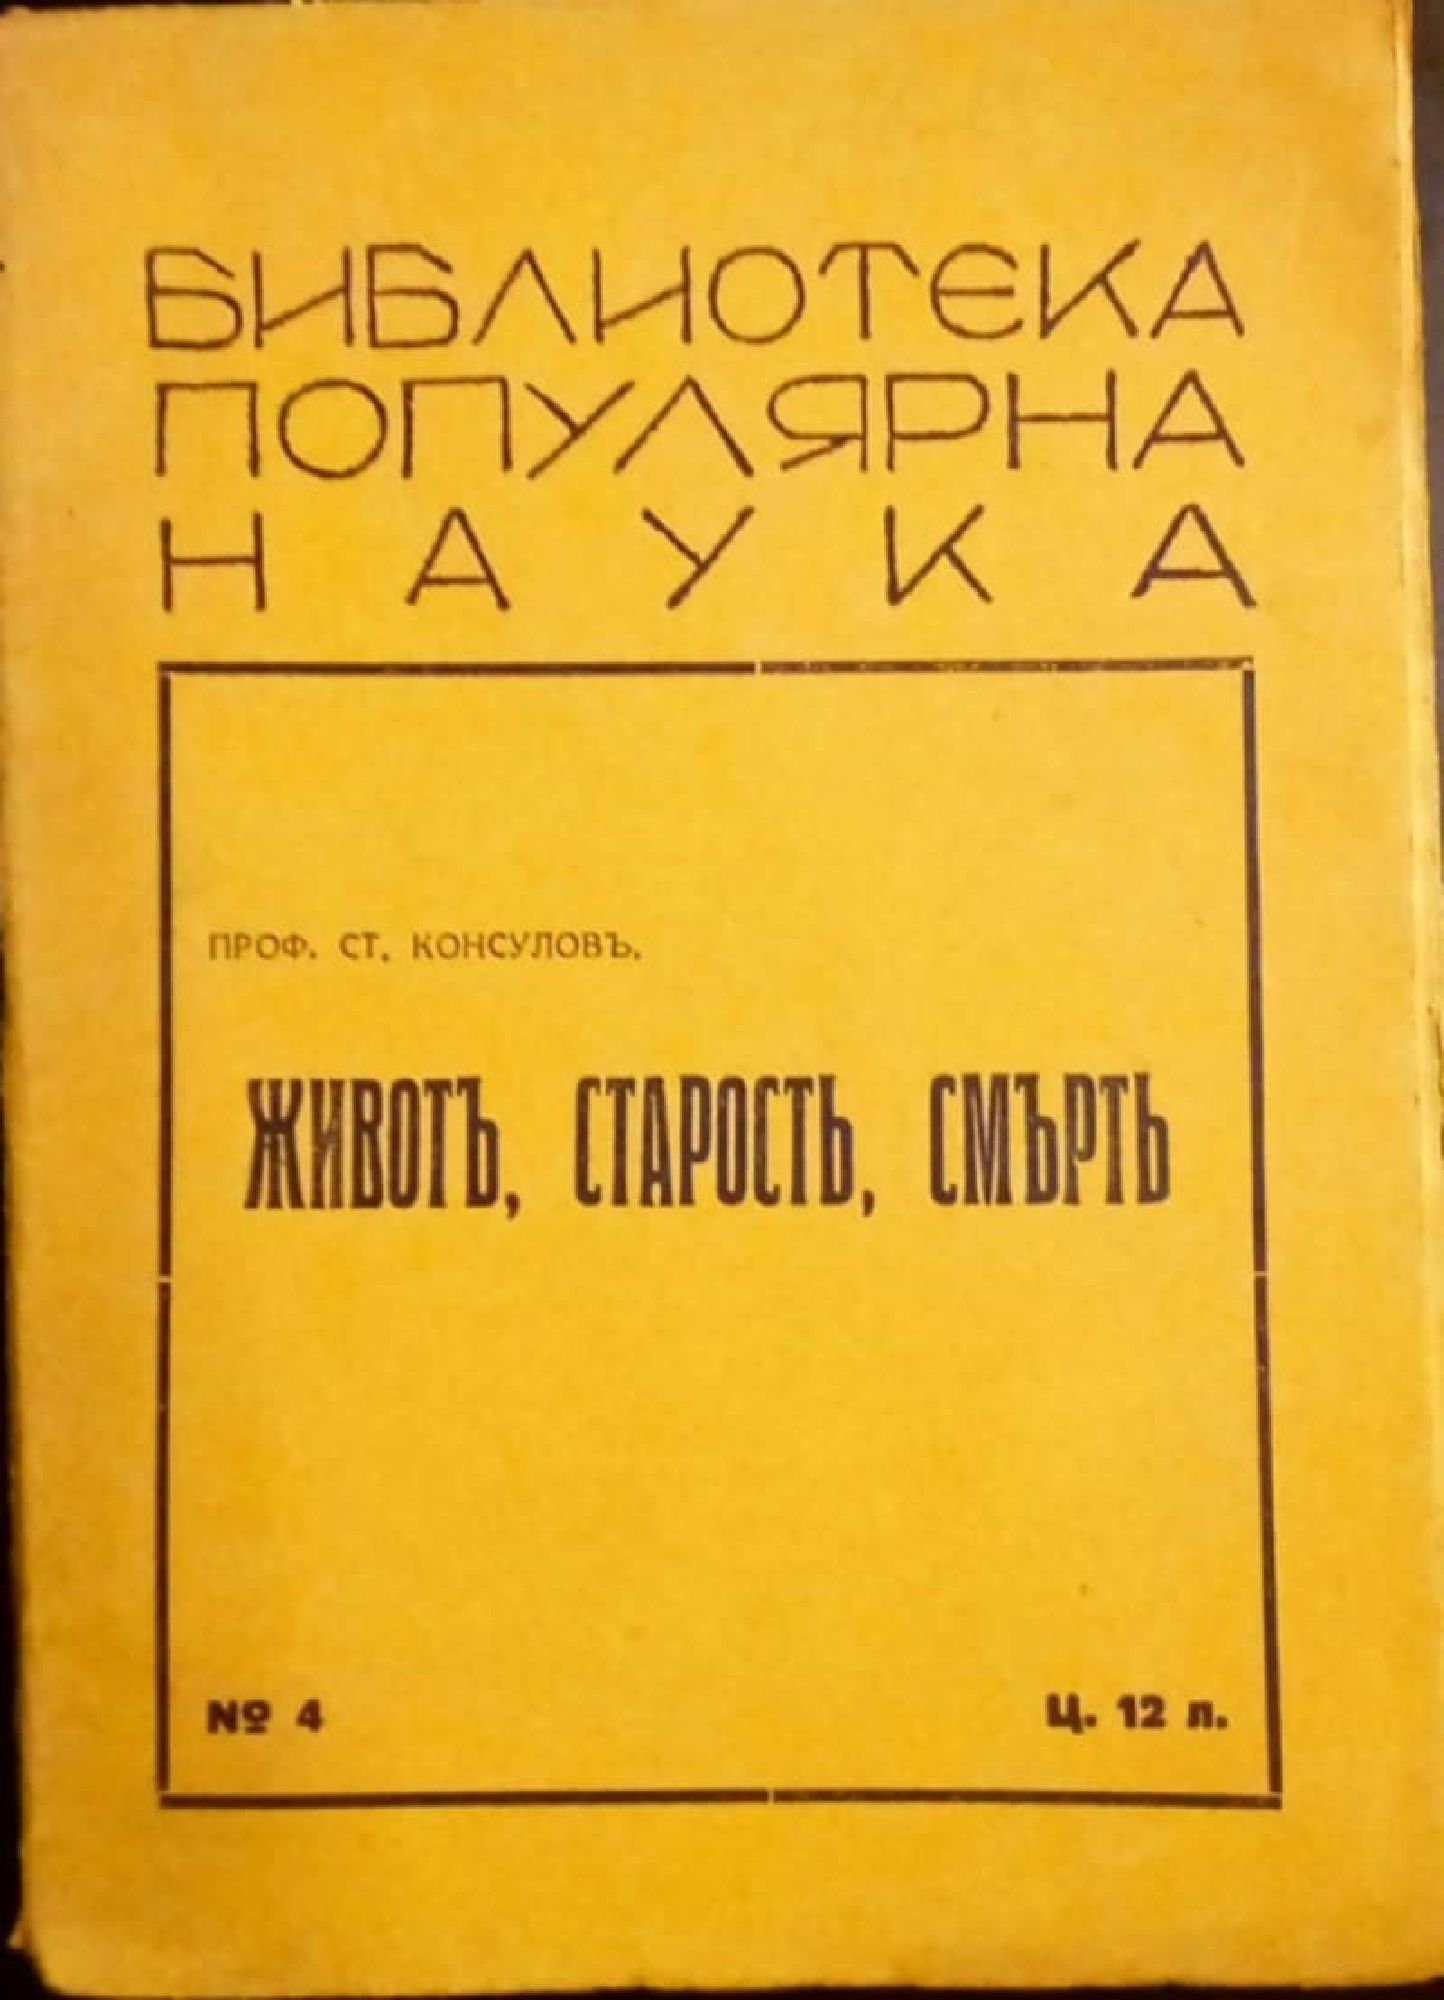 БИБЛИОТЕКА
ПОПУЛЯРНА
НАУКА
ПРОФ. СТ. КОНСУЛОВЪ.
ЖИВОТЪ, СТАРОСТЬ, СМЪРТЬ
№ 4
Ц. 12 л.